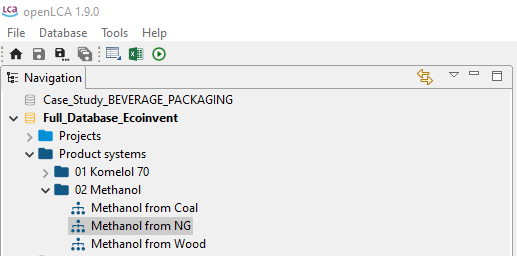 LCA openLCA 1.9.0
File Database Tools Help
Navigation
Case_Study_BEVERAGE_PACKAGING
Full_Database_Ecoinvent
Projects
Product systems
01 Komelol 70
02 Methanol
Methanol from Coal
Methanol from NG
Methanol from Wood